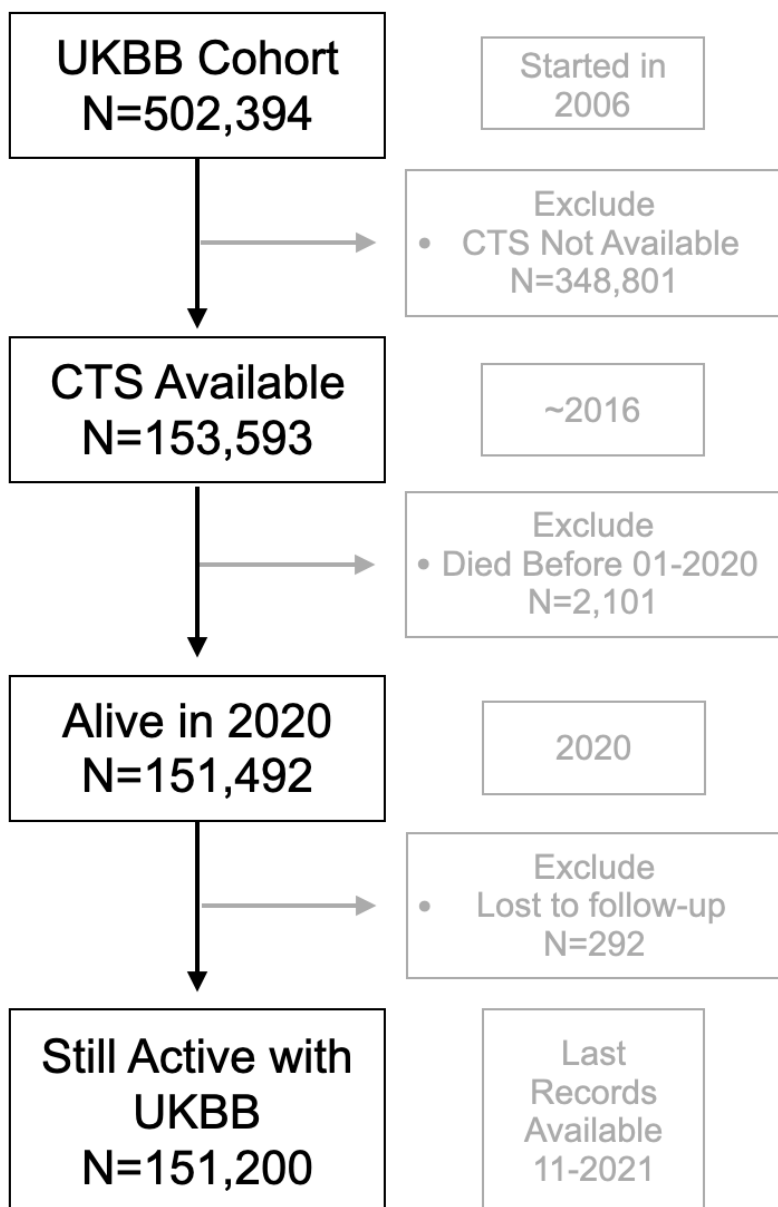 UKBB Cohort
N=502,394
Started in
2006
Exclude
• CTS Not Available
N=348,801
CTS Available
N=153,593
~2016
Exclude
• Died Before 01-2020
N=2,101
Alive in 2020
N=151,492
2020
Exclude
• Lost to follow-up
N=292
Still Active with
UKBB
N=151,200
Last
Records
Available
11-2021